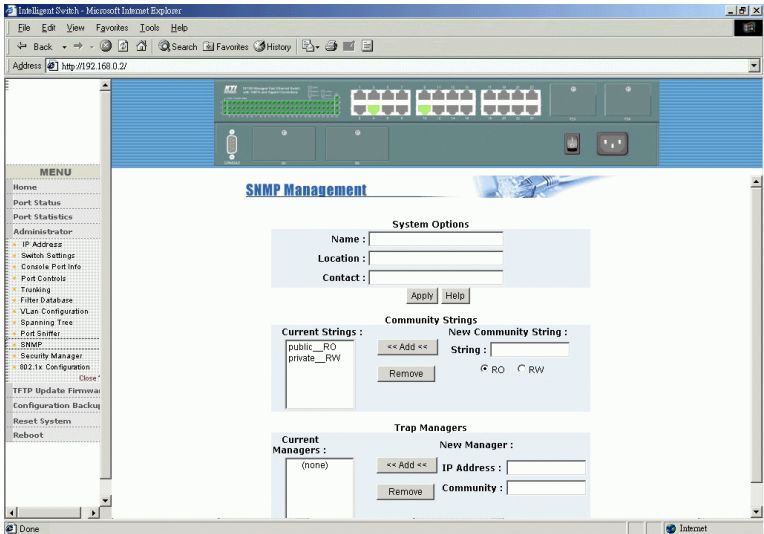 Intelligent Switch - Microsoft Internet Explorer
File Edit View Favorites Tools Help
Back Search Favorites History
Address http://192.168.0.2/
KTI
MENU
Home
Port Status
Port Statistics
Administrator
IP Address
Switch Settings
Console Port Info
Port Controls
Trunking
Filter Database
VLan Configuration
Spanning Tree
Port Sniffer
SNMP
Security Manager
802.1x Configuration
Close
TFTP Update Firmwar
Configuration Backup
Reset System
Reboot
SNMP Management
System Options
Name :
Location :
Contact :
Apply Help
Community Strings
Current Strings : New Community String :
public__RO
private__RW
<< Add <<
Remove
String :
RO RW
Trap Managers
Current Managers : New Manager :
(none)
<< Add <<
Remove
IP Address :
Community :
Done Internet